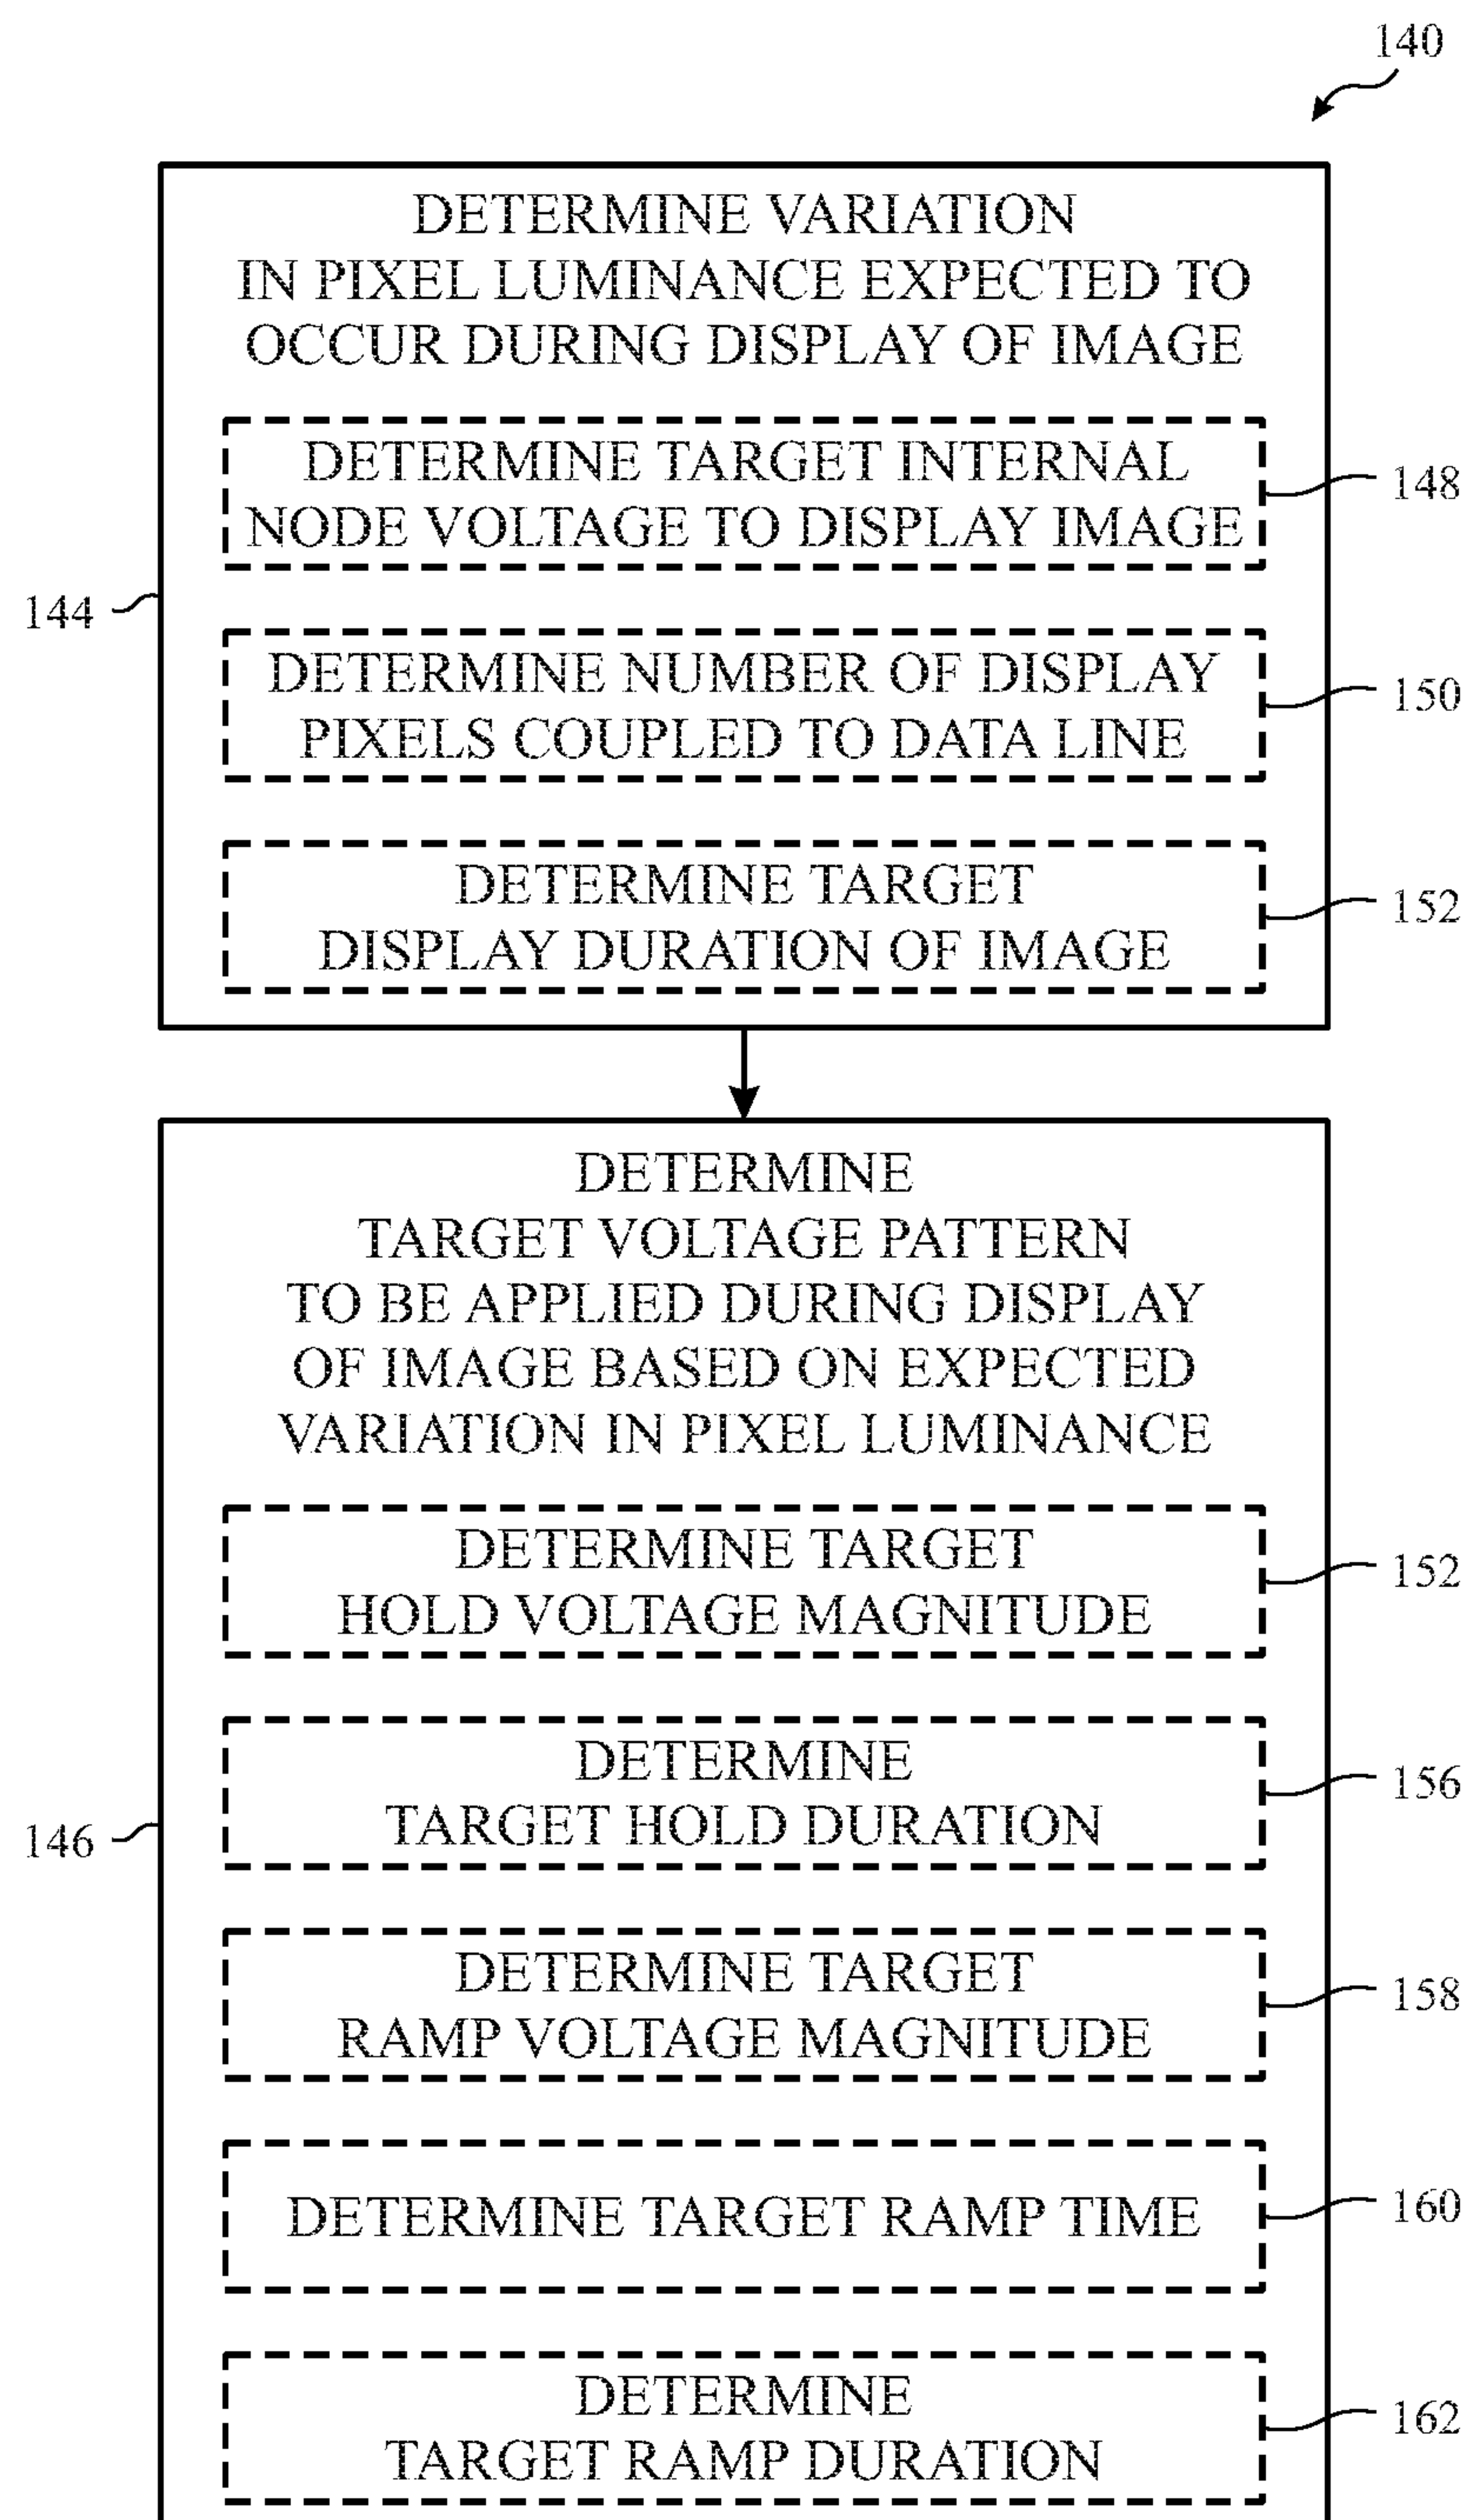 140
DETERMINE VARIATION
IN PIXEL LUMINANCE EXPECTED TO
OCCUR DURING DISPLAY OF IMAGE
DETERMINE TARGET INTERNAL
NODE VOLTAGE TO DISPLAY IMAGE
148
144
DETERMINE NUMBER OF DISPLAY
PIXELS COUPLED TO DATA LINE
150
DETERMINE TARGET
DISPLAY DURATION OF IMAGE
152
DETERMINE
TARGET VOLTAGE PATTERN
TO BE APPLIED DURING DISPLAY
OF IMAGE BASED ON EXPECTED
VARIATION IN PIXEL LUMINANCE
DETERMINE TARGET
HOLD VOLTAGE MAGNITUDE
152
DETERMINE
TARGET HOLD DURATION
156
146
DETERMINE TARGET
RAMP VOLTAGE MAGNITUDE
158
DETERMINE TARGET RAMP TIME
160
DETERMINE
TARGET RAMP DURATION
162